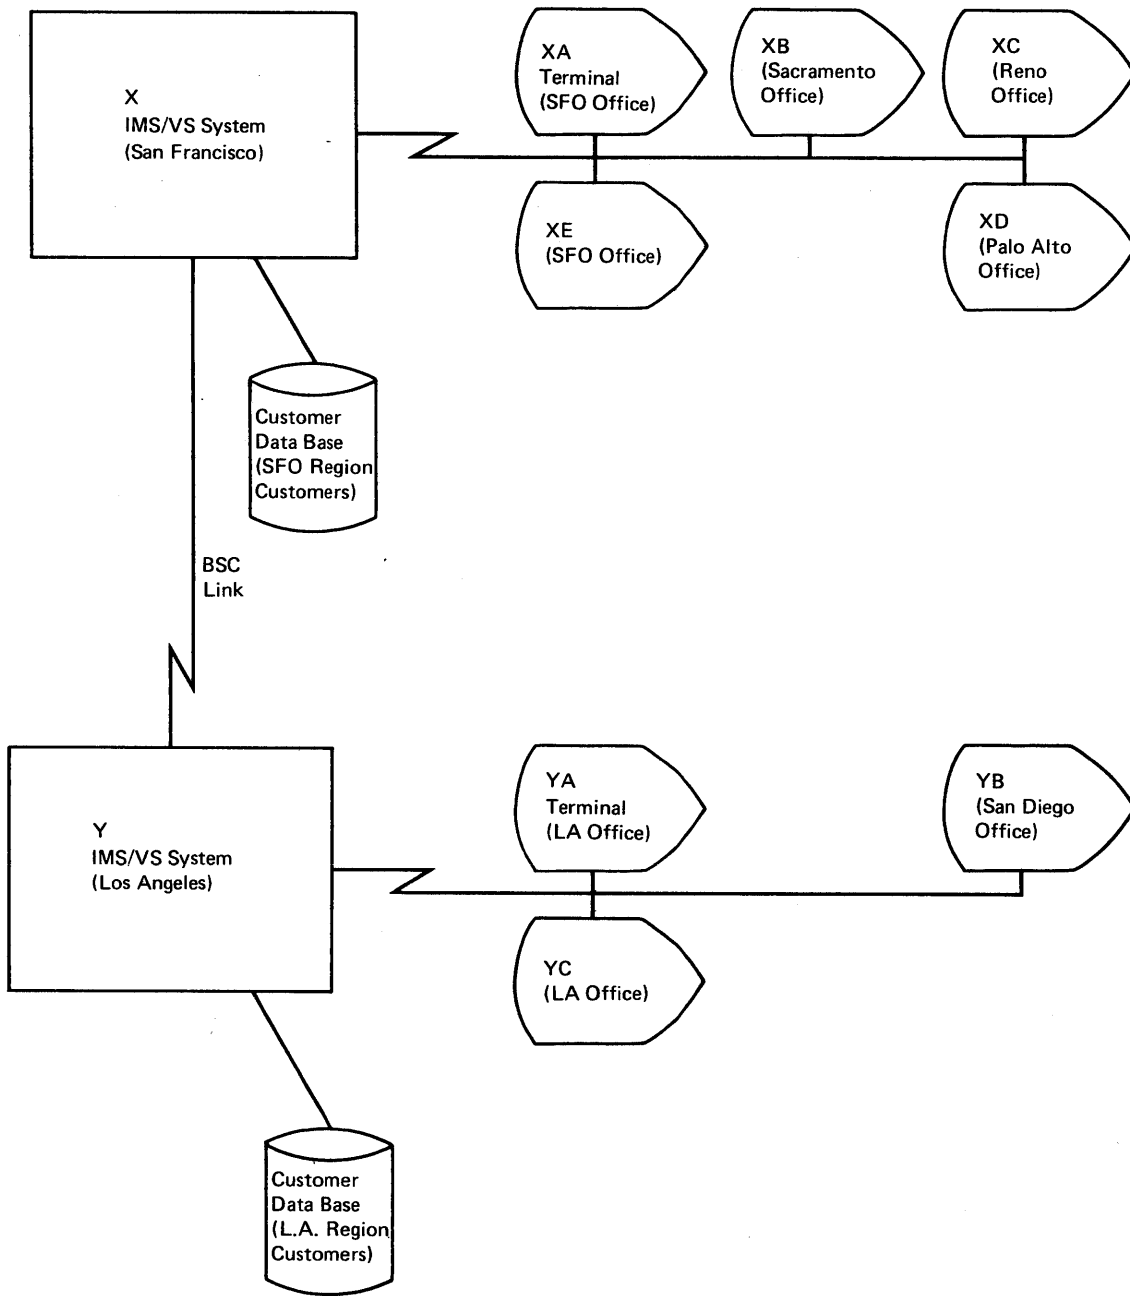 X
IMS/VS System
(San Francisco)
XA
Terminal
(SFO Office)
XB
(Sacramento
Office)
XC
(Reno
Office)
XE
(SFO Office)
XD
(Palo Alto
Office)
Customer
Data Base
(SFO Region
Customers)
BSC
Link
Y
IMS/VS System
(Los Angeles)
YA
Terminal
(LA Office)
YB
(San Diego
Office)
YC
(LA Office)
Customer
Data Base
(L.A. Region
Customers)